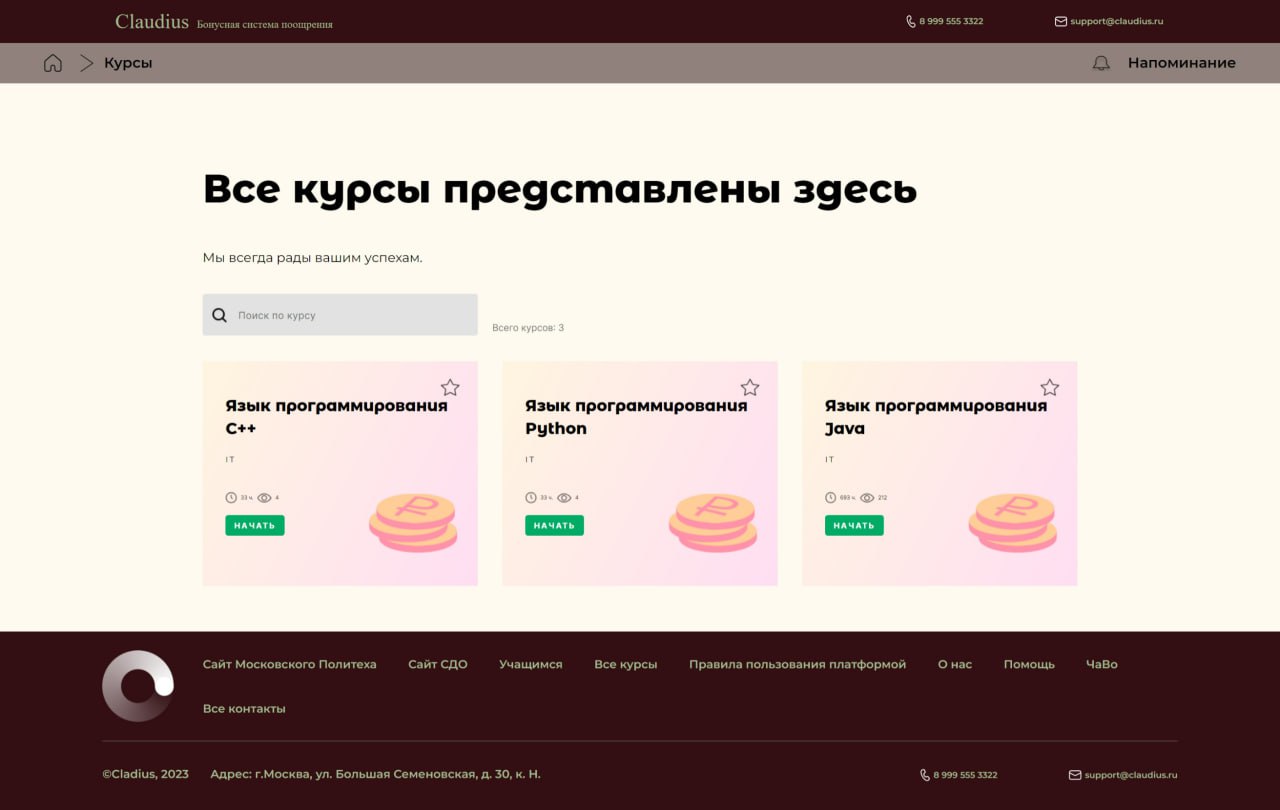 Claudius Бонусная система поощрения
8 999 555 3322
support@claudius.ru
Курсы
Напоминание
Все курсы представлены здесь
Мы всегда рады вашим успехам.
Поиск по курсу
Всего курсов: 3
Язык программирования
C++
IT
33 ч. 4
НАЧАТЬ
Язык программирования
Python
IT
33 ч. 4
НАЧАТЬ
Язык программирования
Java
IT
693 ч. 212
НАЧАТЬ
Сайт Московского Политеха Сайт СДО Учащимся Все курсы Правила пользования платформой О нас Помощь ЧаВо
Все контакты
©Cladius, 2023 Адрес: г.Москва, ул. Большая Семеновская, д. 30, к. Н.
8 999 555 3322
support@claudius.ru